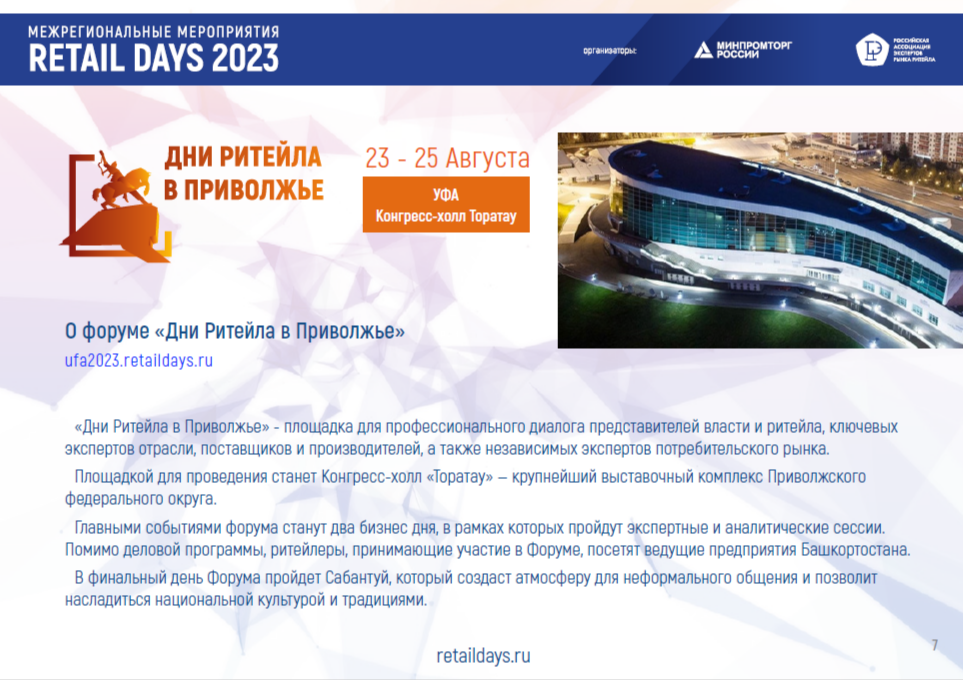 МЕЖРЕГИОНАЛЬНЫЕ МЕРОПРИЯТИЯ
RETAIL DAYS 2023
организаторы:
МИНПРОМТОРГ
РОССИИ
РОССИЙСКАЯ
АССОЦИАЦИЯ
ЭКСПЕРТОВ
РЫНКА РИТЕЙЛА
ДНИ РИТЕЙЛА
В ПРИВОЛЖЬЕ
23 - 25 Августа
УФА
Конгресс-холл Торатау
О форуме «Дни Ритейла в Приволжье»
ufa2023.retaildays.ru
«Дни Ритейла в Приволжье» - площадка для профессионального диалога представителей власти и ритейла, ключевых
экспертов отрасли, поставщиков и производителей, а также независимых экспертов потребительского рынка.
Площадкой для проведения станет Конгресс-холл «Торатау» – крупнейший выставочный комплекс Приволжского
федерального округа.
Главными событиями форума станут два бизнес дня, в рамках которых пройдут экспертные и аналитические сессии.
Помимо деловой программы, ритейлеры, принимающие участие в Форуме, посетят ведущие предприятия Башкортостана.
В финальный день Форума пройдет Сабантуй, который создаст атмосферу для неформального общения и позволит
насладиться национальной культурой и традициями.
retaildays.ru
7